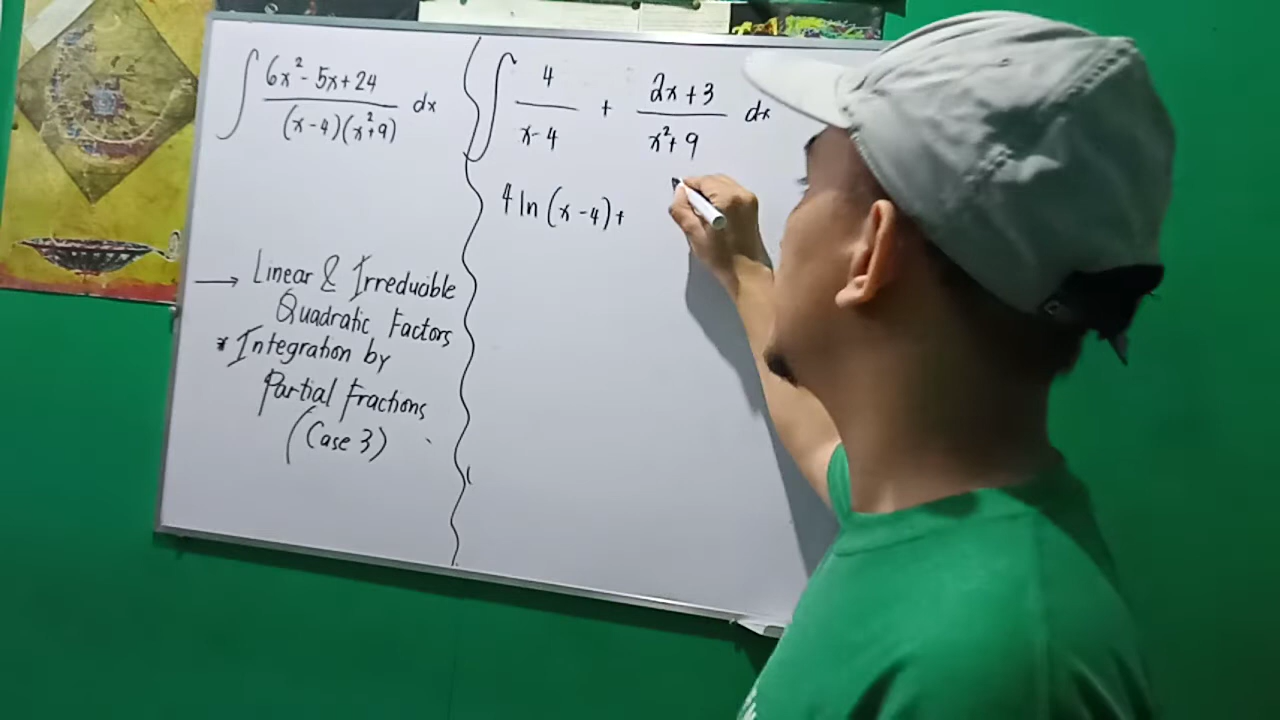 ∫ 6x² - 5x + 24 / (x - 4)(x² + 9) dx
→ Linear & Irreducible
Quadratic Factors
* Integration by
Partial Fractions
(Case 3)
∫ 4 / x - 4 + 2x + 3 / x² + 9 dx
4 ln (x - 4) +